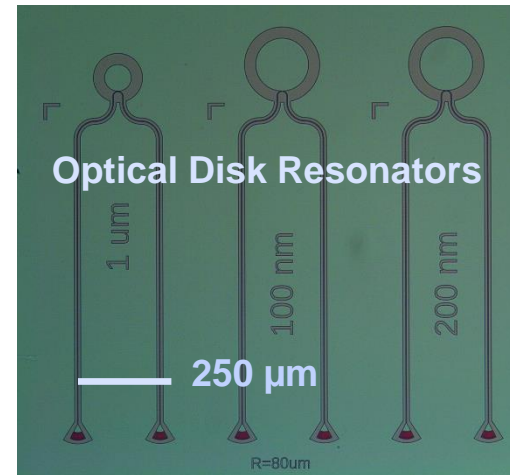 Optical Disk Resonators
1 um
100 nm
200 nm
250 µm
R=80um